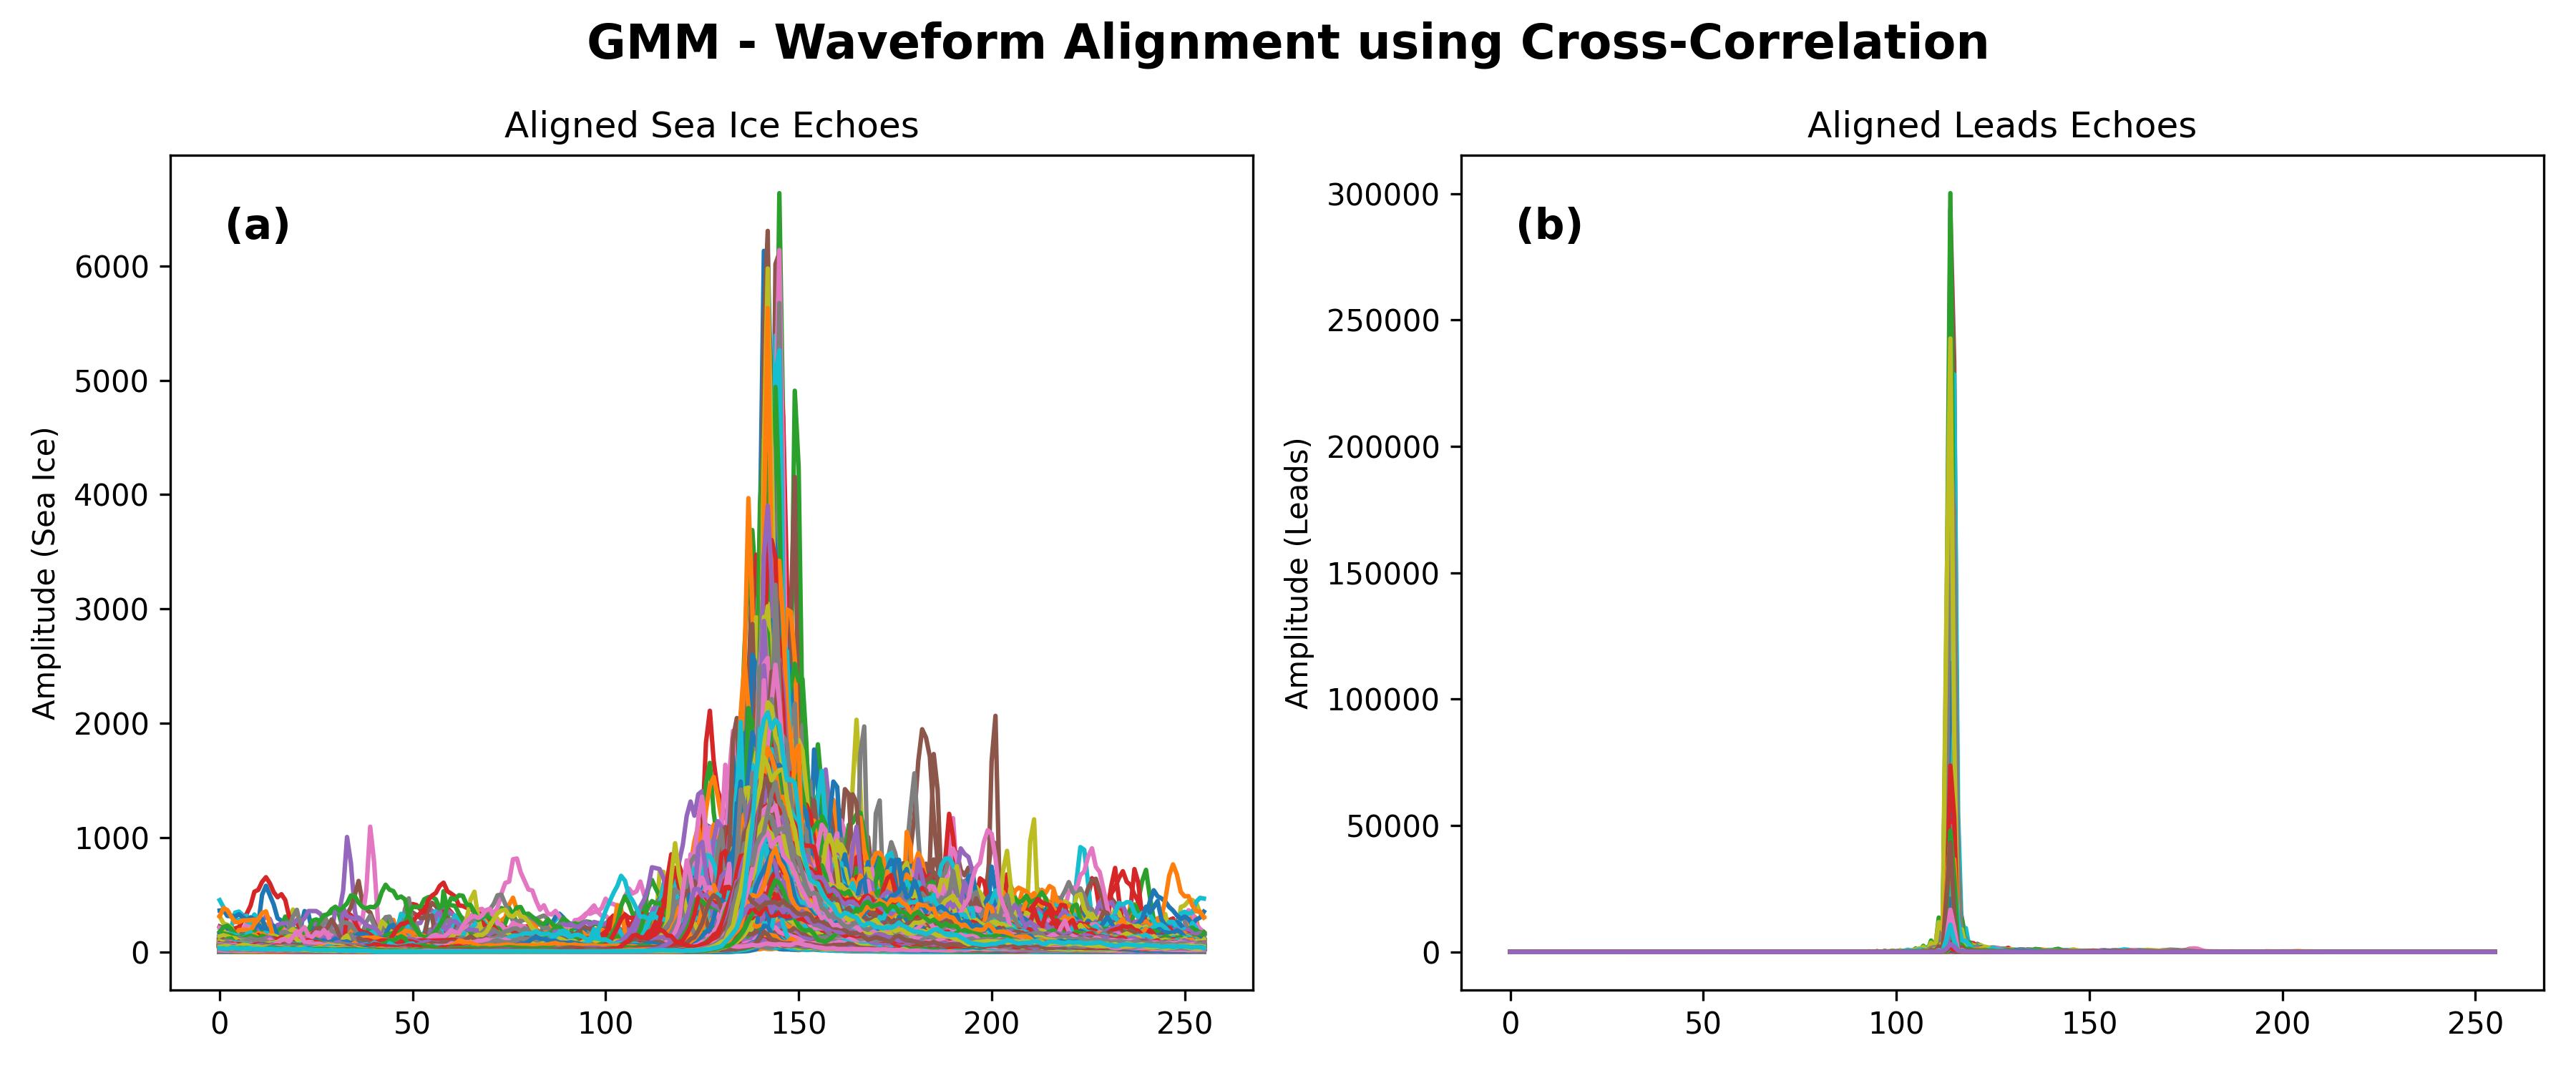 GMM - Waveform Alignment using Cross-Correlation
Aligned Sea Ice Echoes
(a)
Amplitude (Sea Ice)
6000
5000
4000
3000
2000
1000
0
0 50 100 150 200 250
Aligned Leads Echoes
(b)
Amplitude (Leads)
300000
250000
200000
150000
100000
50000
0
0 50 100 150 200 250